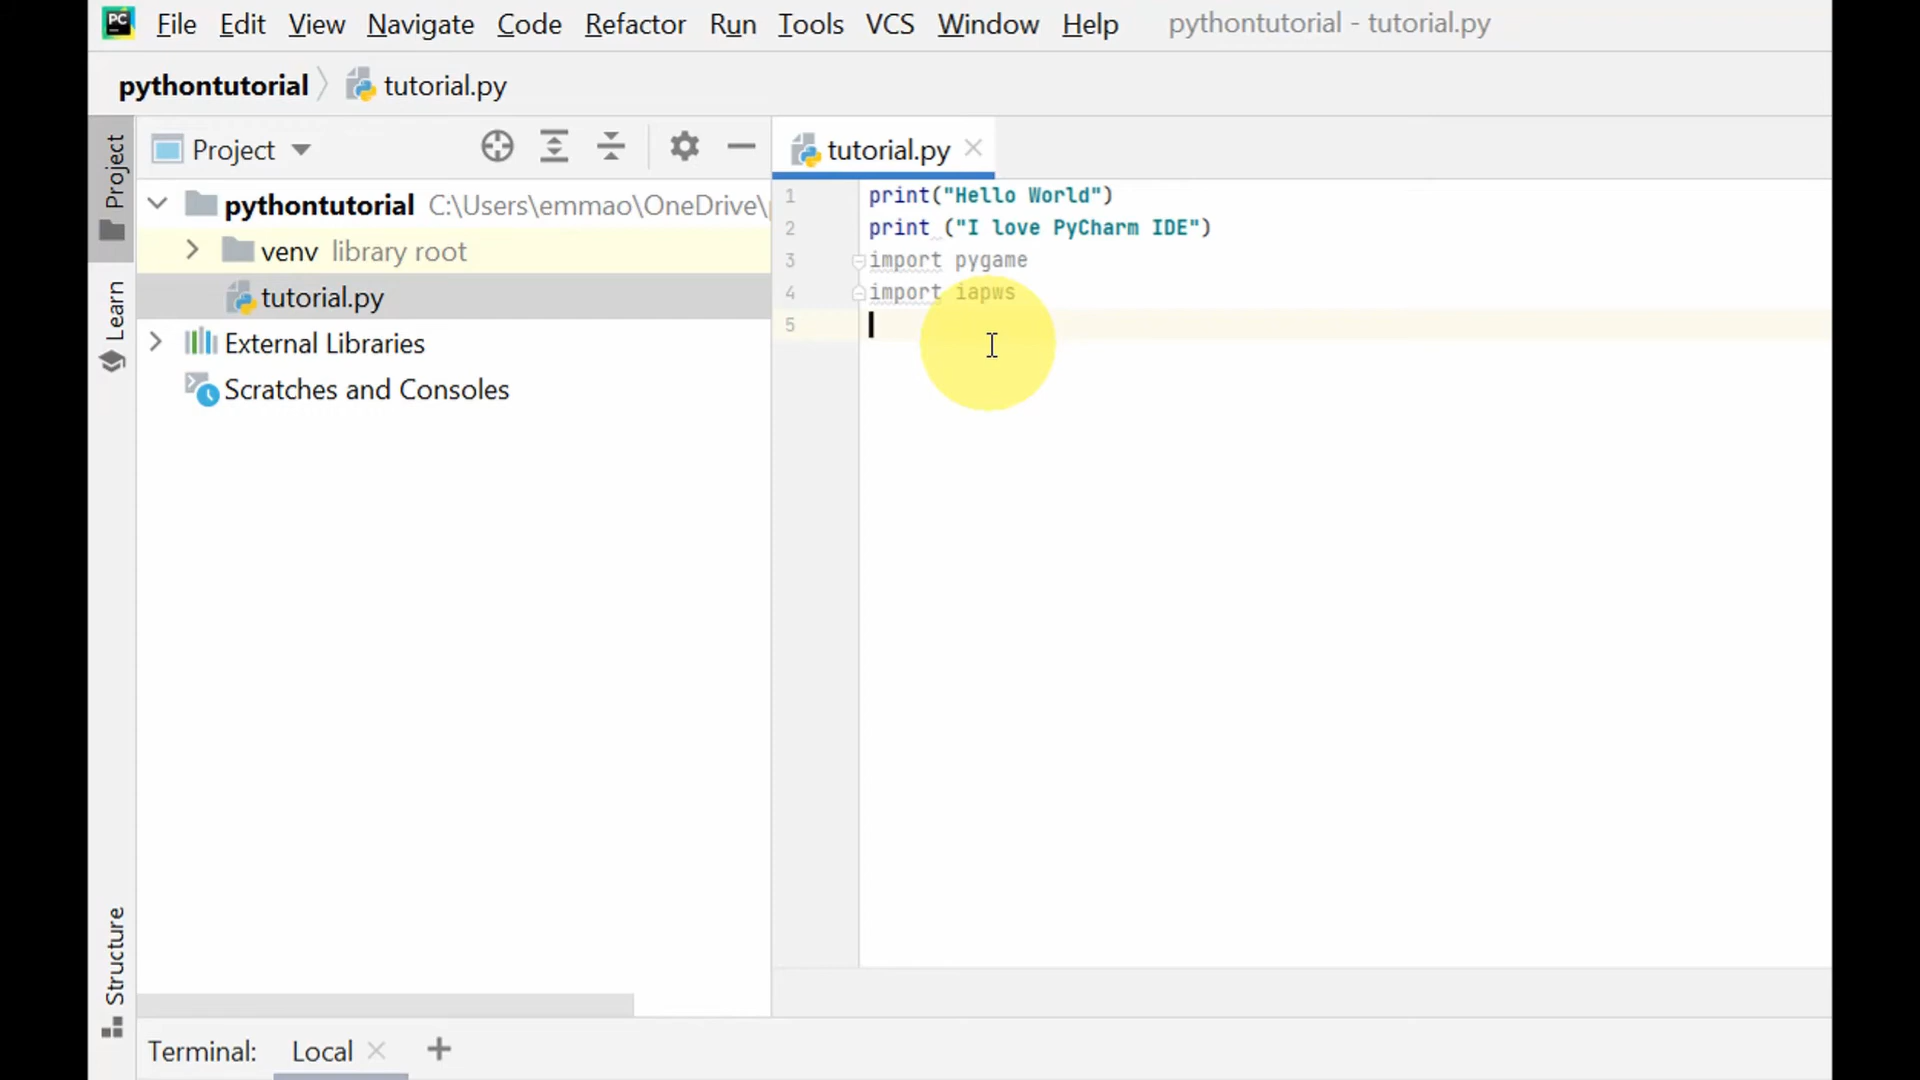 PC File Edit View Navigate Code Refactor Run Tools VCS Window Help pythontutorial - tutorial.py
pythontutorial tutorial.py
Project
Learn
Structure
Project
pythontutorial C:\Users\emmao\OneDrive\
venv library root
tutorial.py
External Libraries
Scratches and Consoles
tutorial.py
1 print("Hello World")
2 print ("I love PyCharm IDE")
3 import pygame
4 import iapws
5
Terminal: Local